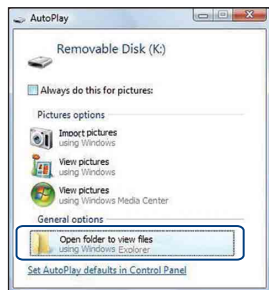 AutoPlay
Removable Disk (K:)
Always do this for pictures:
Pictures options
Import pictures
using Windows
View pictures
using Windows
View pictures
using Windows Media Center
General options
Open folder to view files
using Windows Explorer
Set AutoPlay defaults in Control Panel